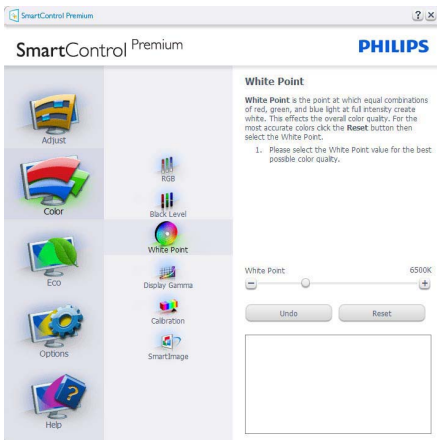 SmartControl Premium
? x
SmartControl Premium
PHILIPS
Adjust
Color
Eco
Options
Help
RGB
Black Level
White Point
Display Gamma
Calibration
SmartImage
White Point
White Point is the point at which equal combinations
of red, green, and blue light at full intensity create
white. This effects the overall color quality. For the
most accurate colors click the Reset button then
select the White Point.
1. Please select the White Point value for the best
possible color quality.
White Point 6500K
Undo Reset